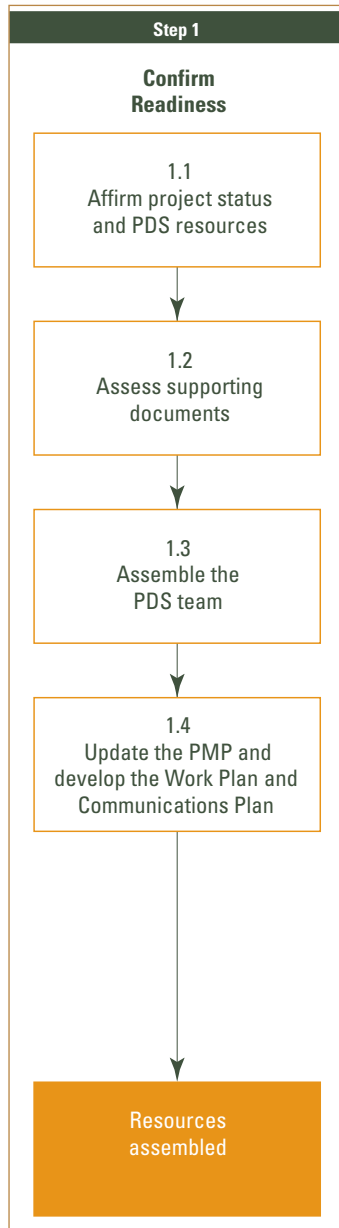 Step 1
Confirm
Readiness
1.1
Affirm project status
and PDS resources
1.2
Assess supporting
documents
1.3
Assemble the
PDS team
1.4
Update the PMP and
develop the Work Plan and
Communications Plan
Resources
assembled